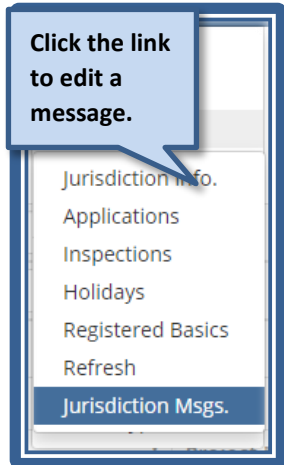 Click the link
to edit a
message.
Jurisdiction Info.
Applications
Inspections
Holidays
Registered Basics
Refresh
Jurisdiction Msgs.